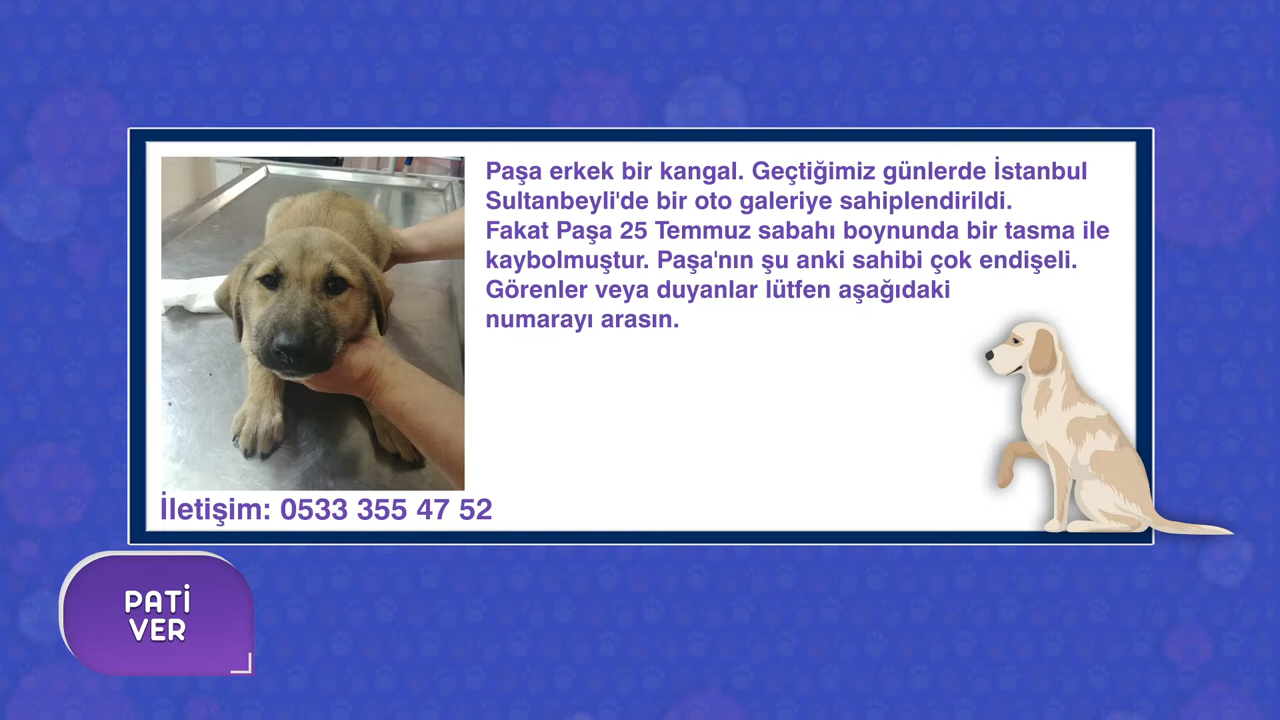 Paşa erkek bir kangal. Geçtiğimiz günlerde İstanbul
Sultanbeyli'de bir oto galeriye sahiplendirildi.
Fakat Paşa 25 Temmuz sabahı boynunda bir tasma ile
kaybolmuştur. Paşa'nın şu anki sahibi çok endişeli.
Görenler veya duyanlar lütfen aşağıdaki
numarayı arasın.
İletişim: 0533 355 47 52
PATİ
VER